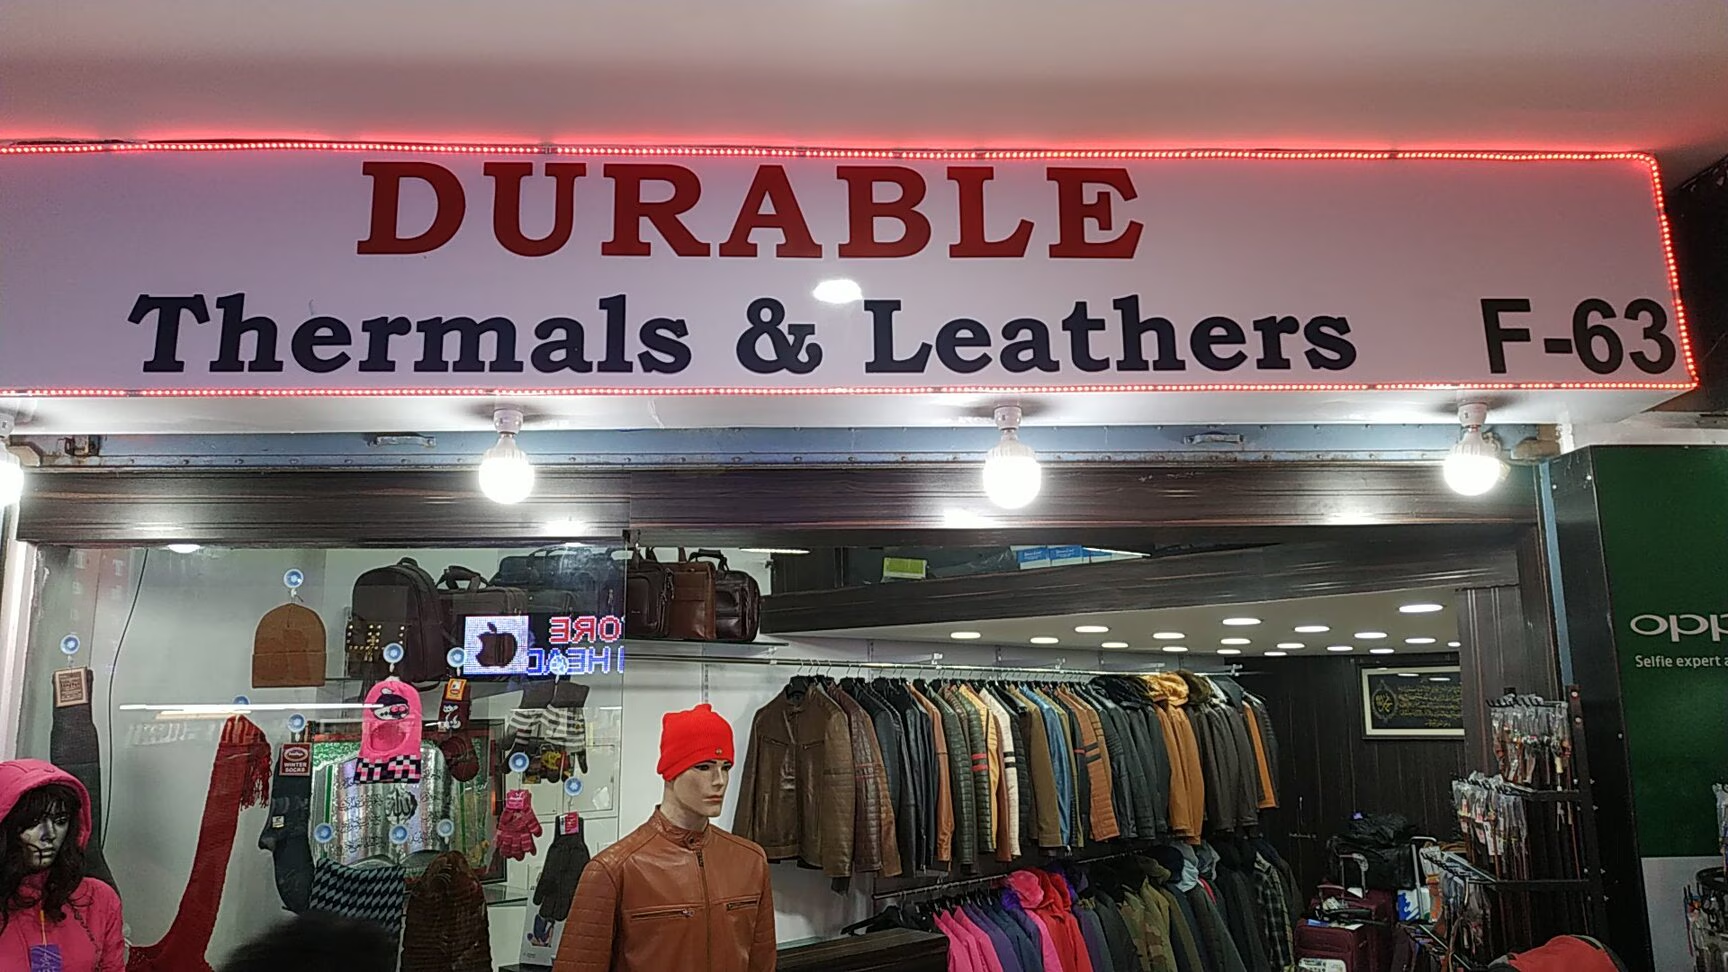 DURABLE
Thermals & Leathers
F-63
oppo
Selfie expert
WINTER
SOCKS